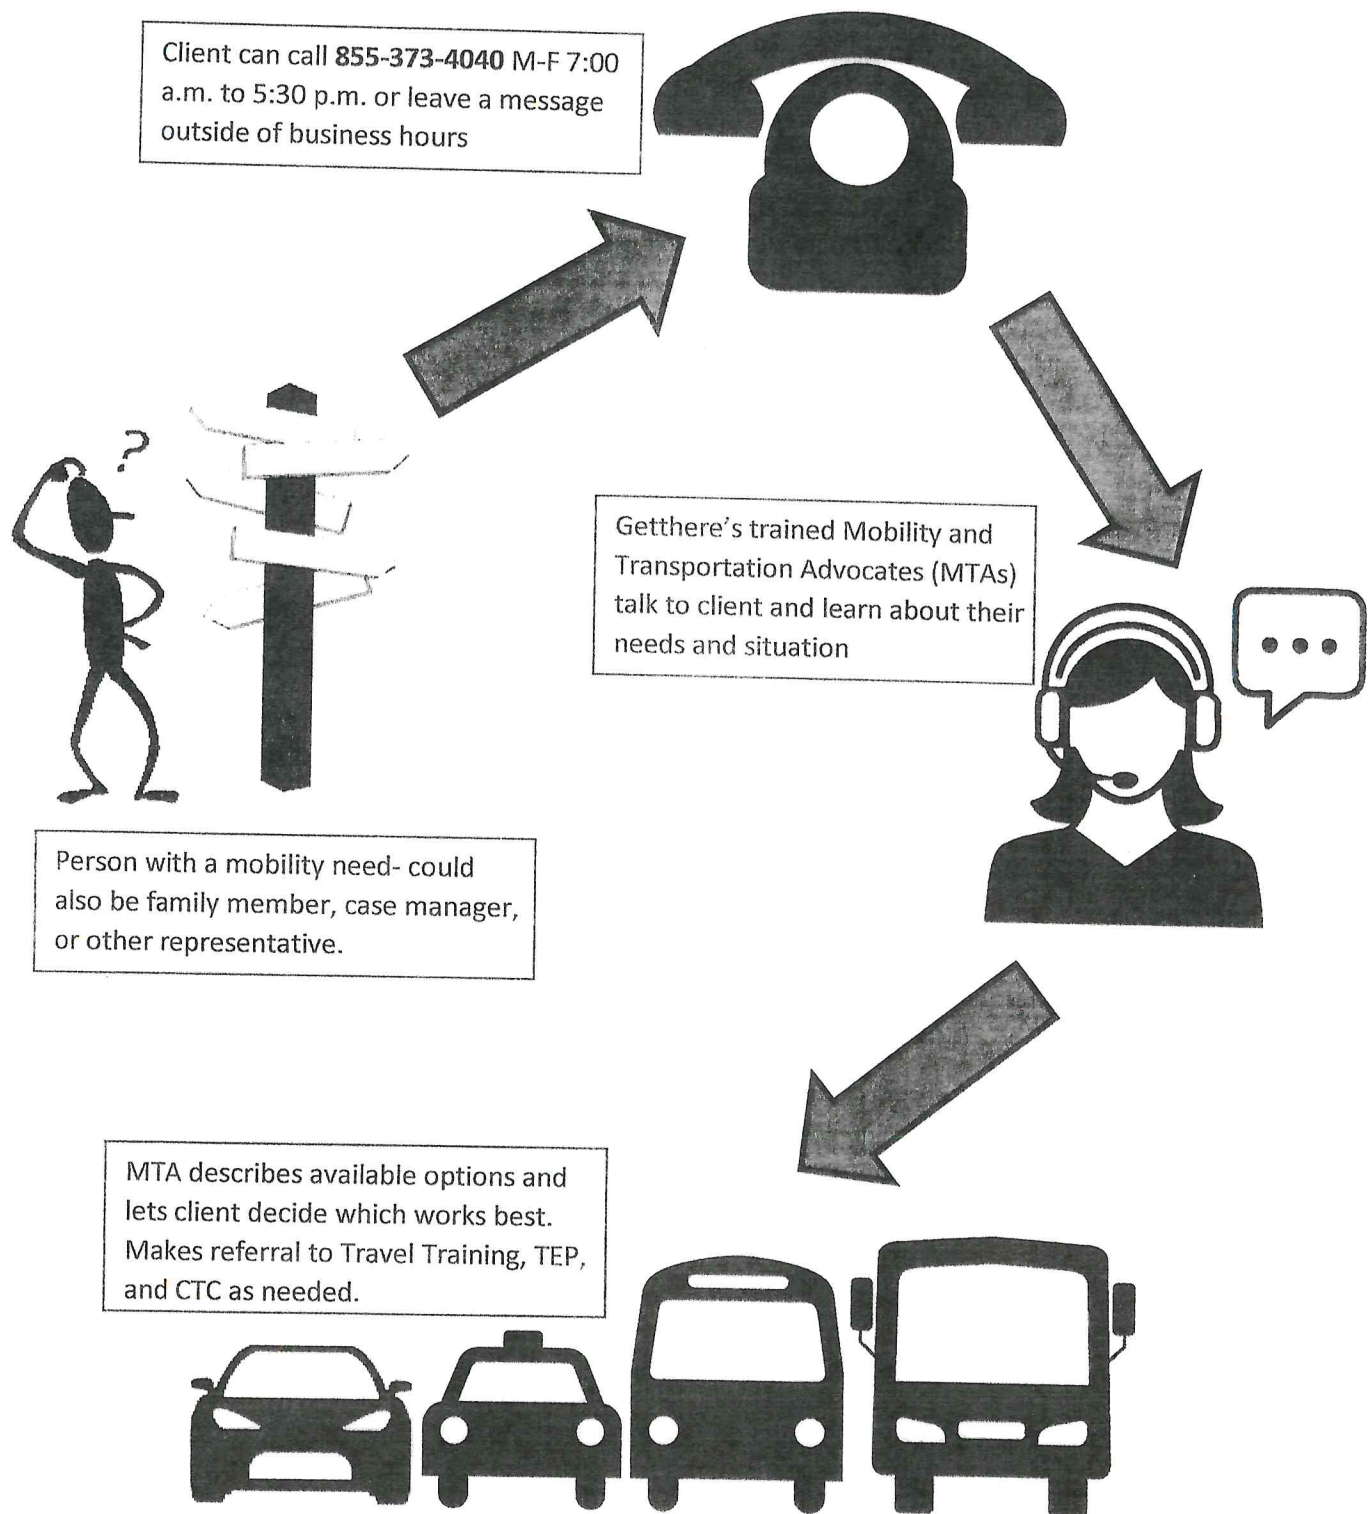 Client can call 855-373-4040 M-F 7:00
a.m. to 5:30 p.m. or leave a message
outside of business hours
?
Getthere's trained Mobility and
Transportation Advocates (MTAs)
talk to client and learn about their
needs and situation
Person with a mobility need- could
also be family member, case manager,
or other representative.
MTA describes available options and
lets client decide which works best.
Makes referral to Travel Training, TEP,
and CTC as needed.